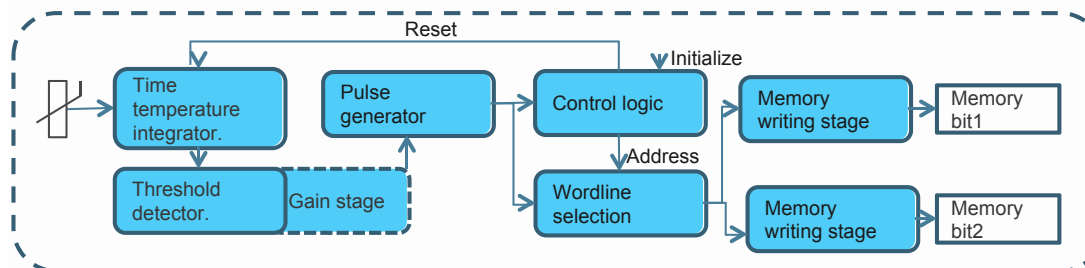 Reset
Initialize
Time
temperature
integrator.
Pulse
generator
Control logic
Memory
writing stage
Memory
bit1
Address
Threshold
detector.
Gain stage
Wordline
selection
Memory
writing stage
Memory
bit2